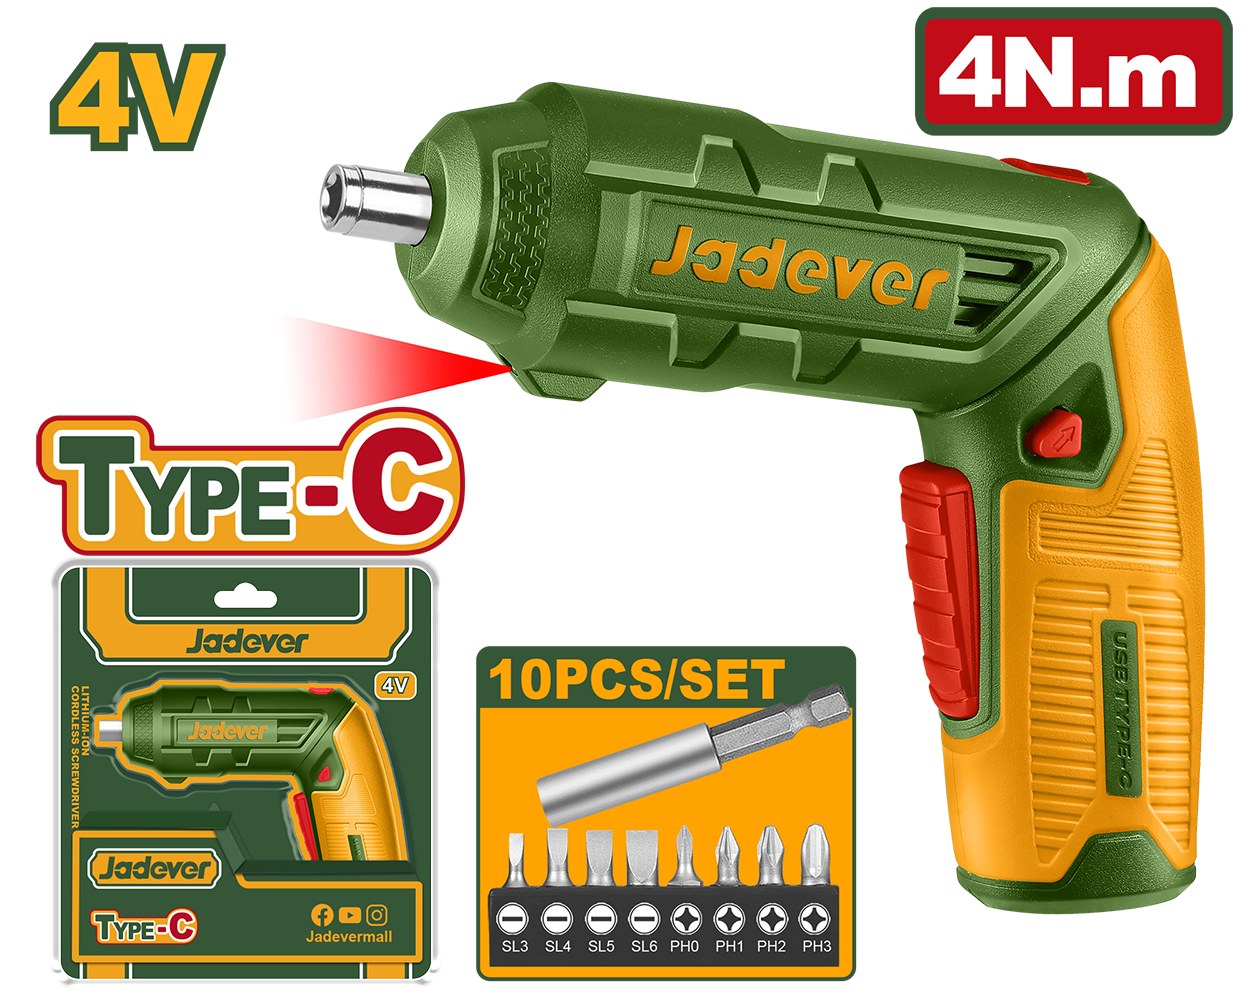 4V
4N.m
Jadever
TYPE-C
USB TYPE-C
Jadever
4V
LITHIUM-ION
CORDLESS SCREWDRIVER
Jadever
Jadever
TYPE-C
Jadevermall
10PCS/SET
SL3 SL4 SL5 SL6 PH0 PH1 PH2 PH3